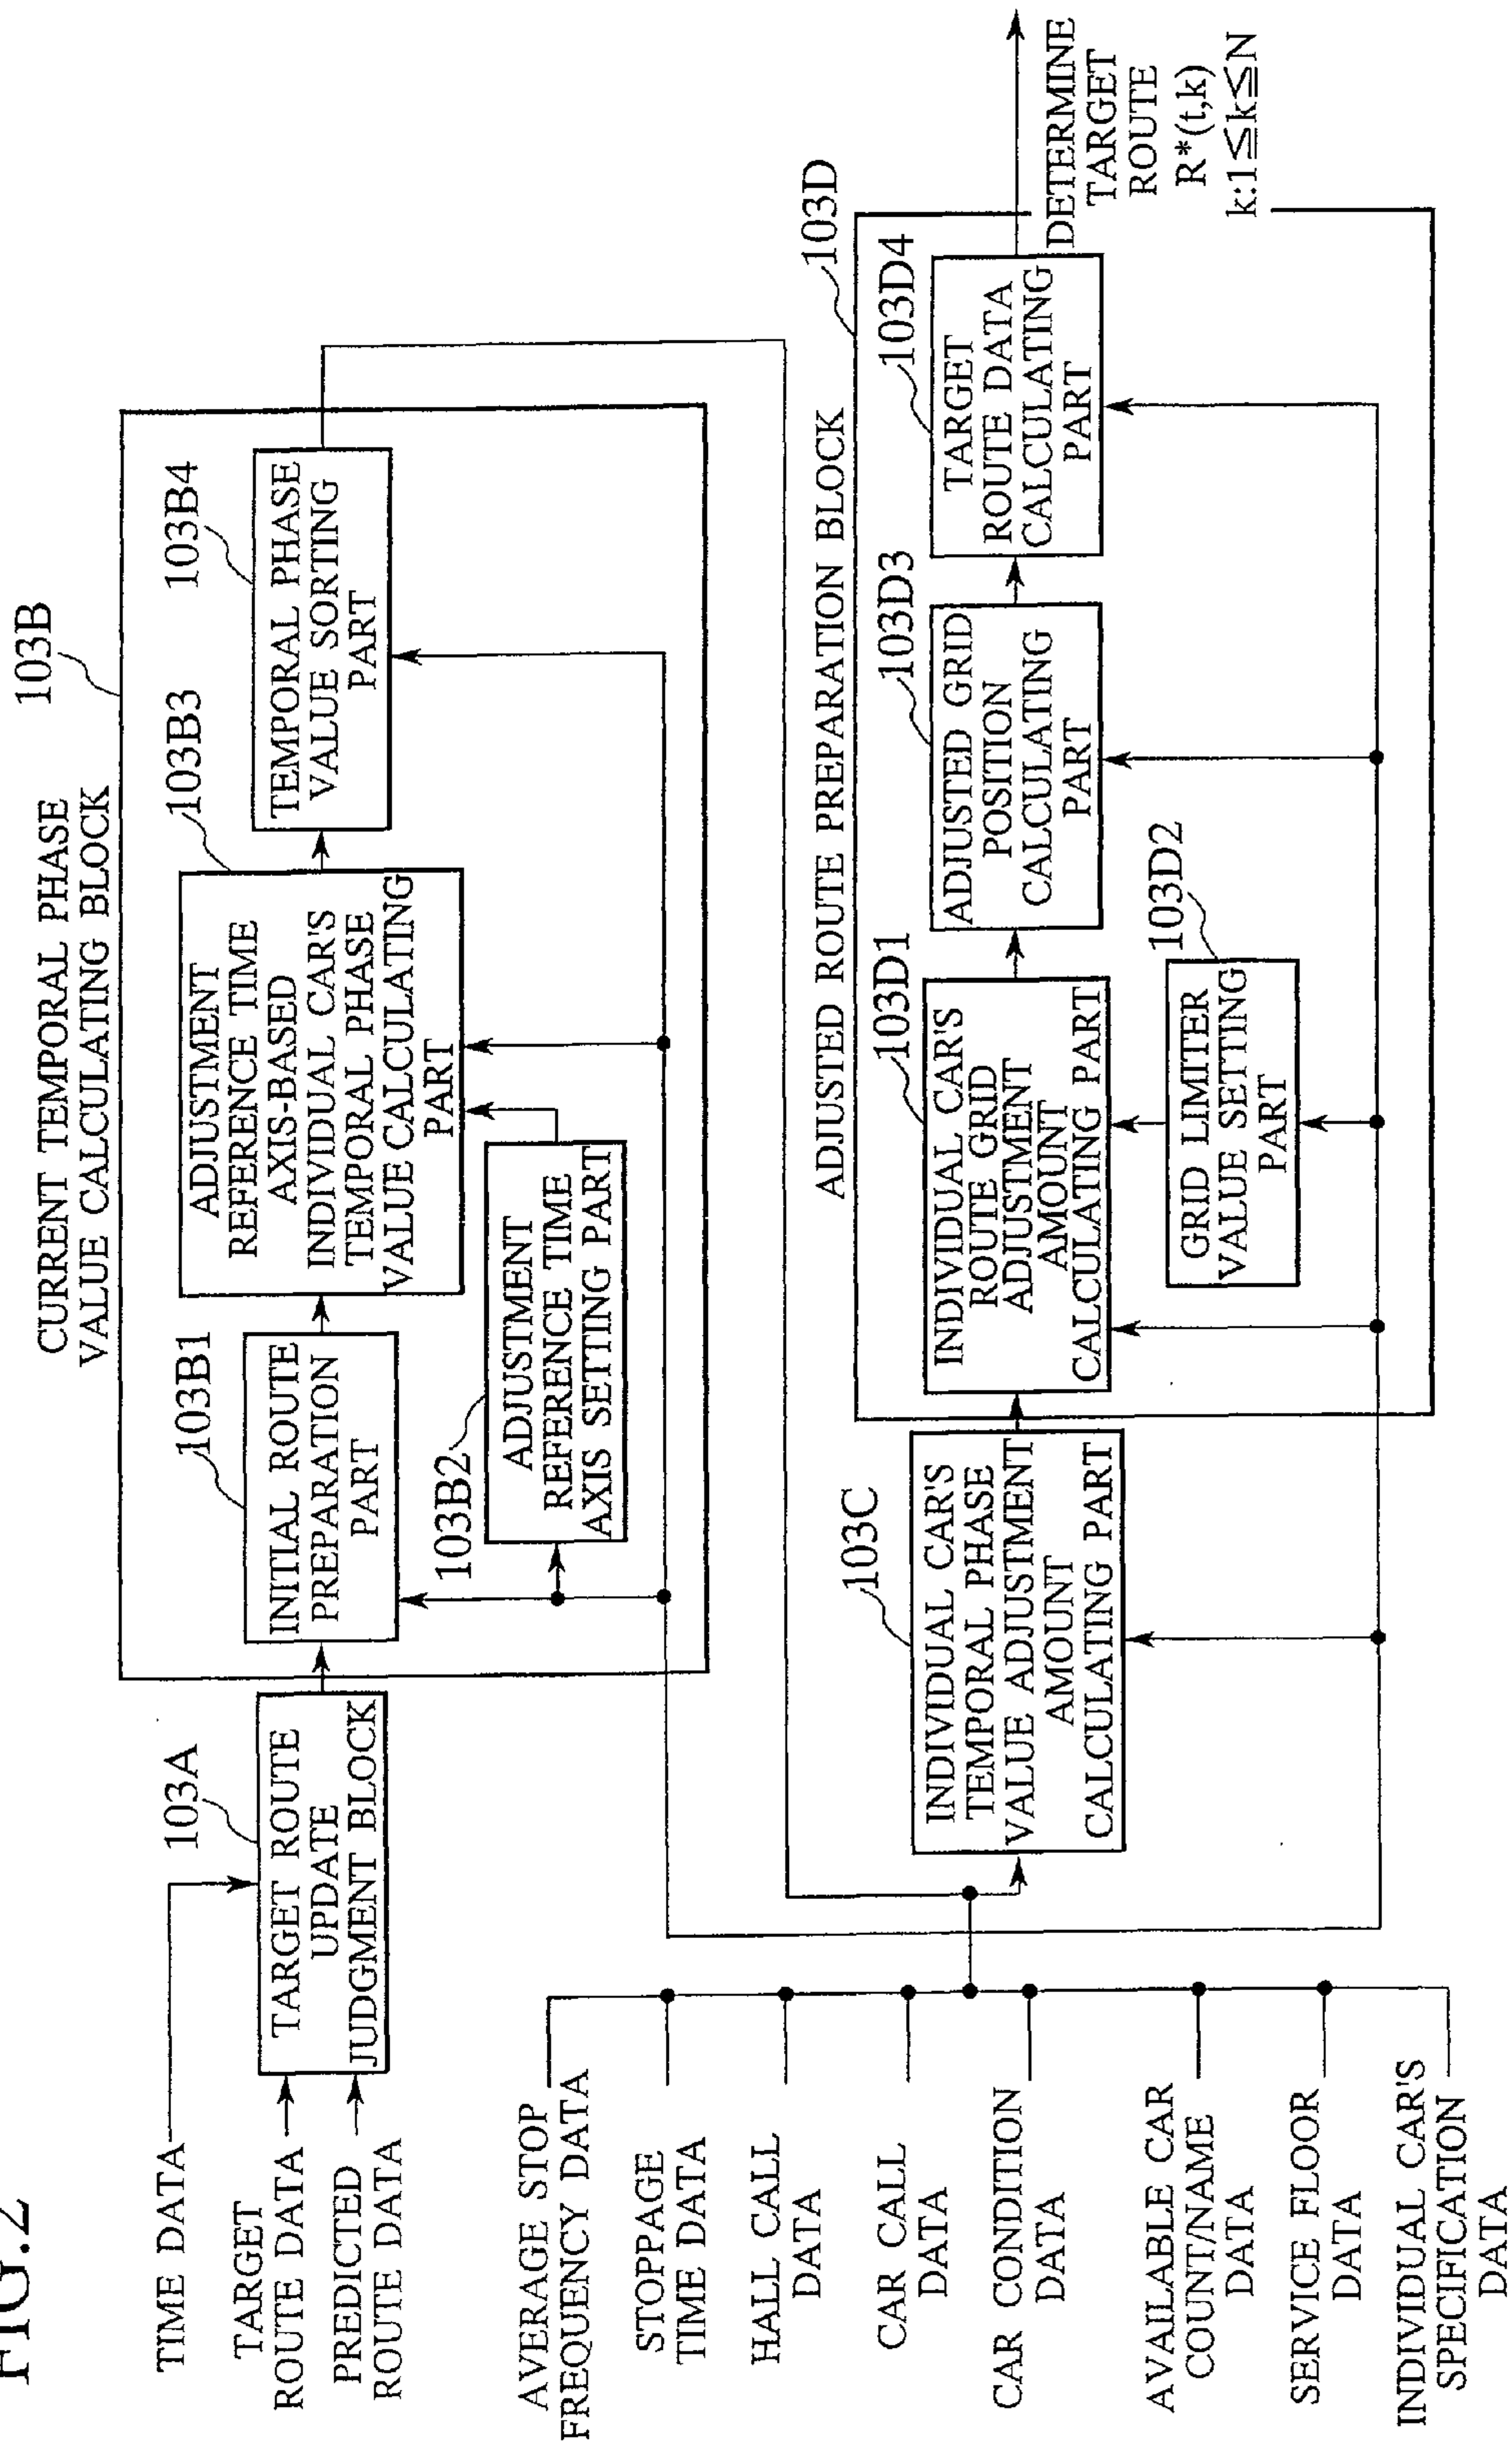 FIG.2
TIME DATA
TARGET
ROUTE DATA
PREDICTED
ROUTE DATA
103A
TARGET ROUTE
UPDATE
JUDGMENT BLOCK
CURRENT TEMPORAL PHASE
VALUE CALCULATING BLOCK
103B
103B1
INITIAL ROUTE
PREPARATION
PART
103B2
ADJUSTMENT
REFERENCE TIME
AXIS SETTING PART
103B3
ADJUSTMENT
REFERENCE TIME
AXIS-BASED
INDIVIDUAL CAR'S
TEMPORAL PHASE
VALUE CALCULATING
PART
103B4
TEMPORAL PHASE
VALUE SORTING
PART
AVERAGE STOP
FREQUENCY DATA
STOPPAGE
TIME DATA
HALL CALL
DATA
CAR CALL
DATA
CAR CONDITION
DATA
AVAILABLE CAR
COUNT/NAME
DATA
SERVICE FLOOR
DATA
INDIVIDUAL CAR'S
SPECIFICATION
DATA
103C
INDIVIDUAL CAR'S
TEMPORAL PHASE
VALUE ADJUSTMENT
AMOUNT
CALCULATING PART
ADJUSTED ROUTE PREPARATION BLOCK
103D
103D1
INDIVIDUAL CAR'S
ROUTE GRID
ADJUSTMENT
AMOUNT
CALCULATING PART
103D2
GRID LIMITER
VALUE SETTING
PART
103D3
ADJUSTED GRID
POSITION
CALCULATING
PART
103D4
TARGET
ROUTE DATA
CALCULATING
PART
DETERMINE
TARGET
ROUTE
R*(t,k)
k:1≦k≦N